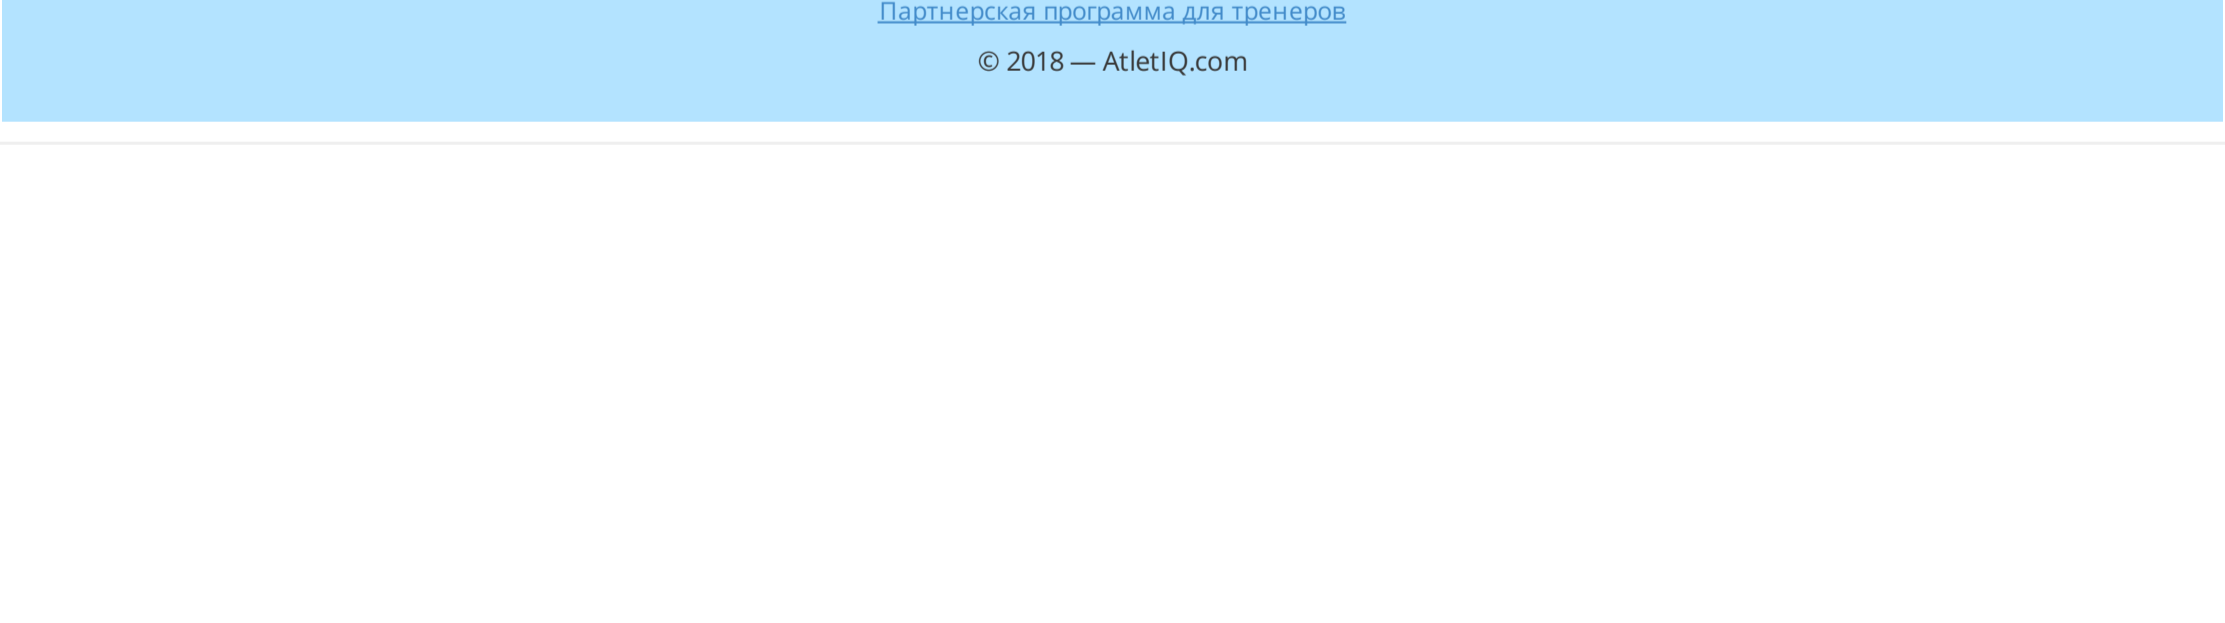 Партнерская программа для тренеров
© 2018 — AtletIQ.com